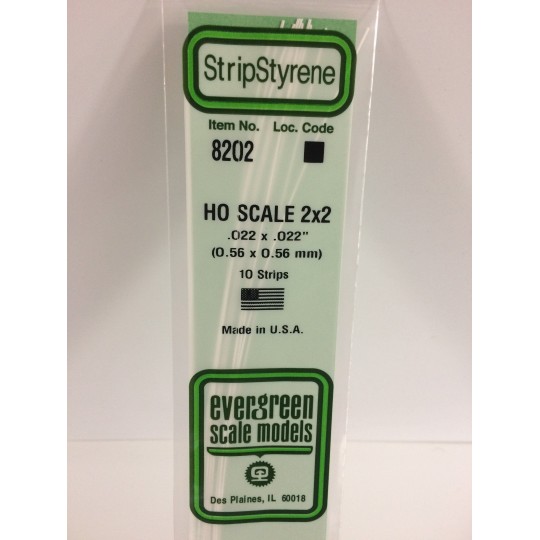 StripStyrene
Item No. Loc. Code
8202
HO SCALE 2x2
.022 x .022"
(0.56 x 0.56 mm)
10 Strips
Made in U.S.A.
evergreen
scale models
Des Plaines, IL 60018